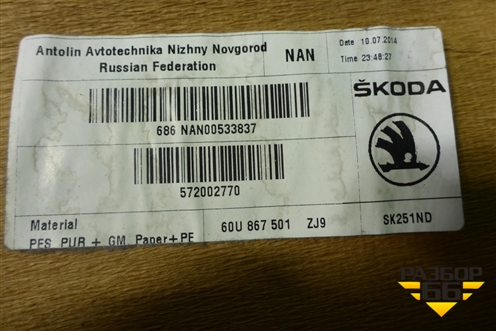 Antolin Avtotechnika Nizhny Novgorod
Russian Federation
NAN
Date 10.07.2014
Time 23:48:27
ŠKODA
686 NAN00533837
572002770
Material
PES PUR + GM Paper+PE
60U 867 501 ZJ9
SK251ND
РАЗБОР
66